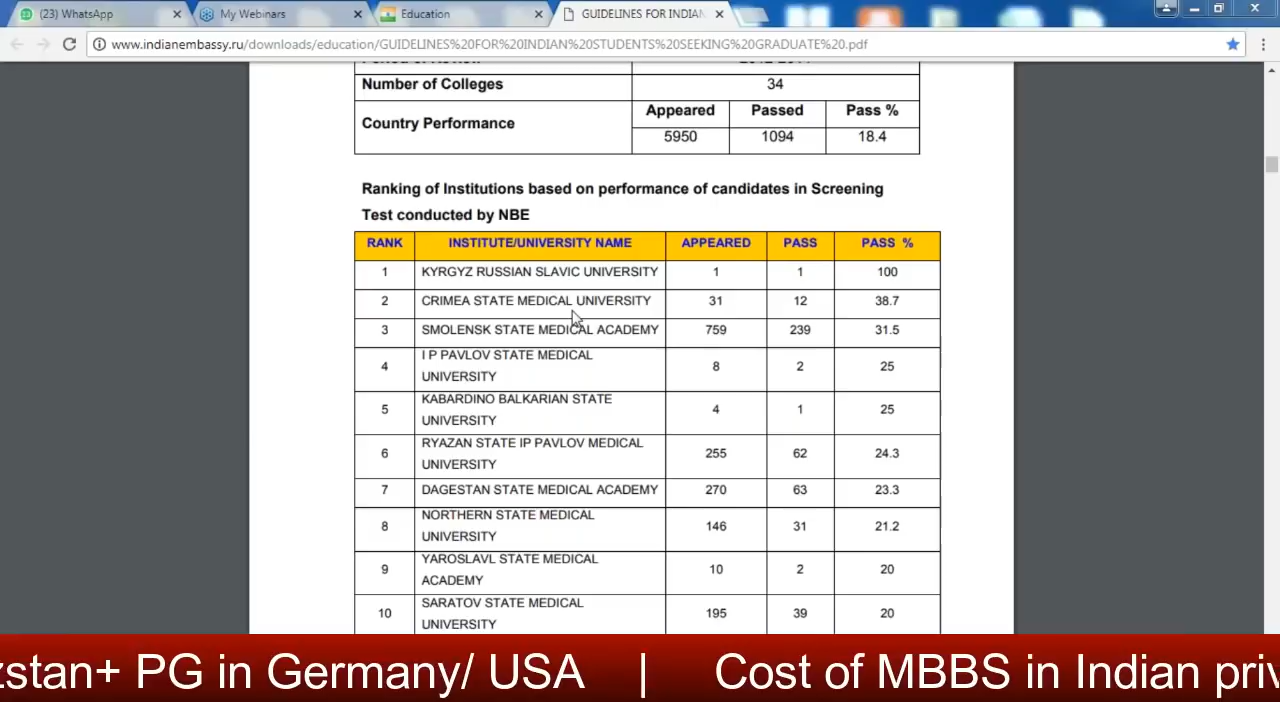 (23) WhatsApp
My Webinars
Education
GUIDELINES FOR INDIAN
www.indianembassy.ru/downloads/education/GUIDELINES%20FOR%20INDIAN%20STUDENTS%20SEEKING%20GRADUATE%20.pdf
Number of Colleges 34
Appeared Passed Pass %
Country Performance
5950 1094 18.4
Ranking of Institutions based on performance of candidates in Screening
Test conducted by NBE
RANK INSTITUTE/UNIVERSITY NAME APPEARED PASS PASS %
1 KYRGYZ RUSSIAN SLAVIC UNIVERSITY 1 1 100
2 CRIMEA STATE MEDICAL UNIVERSITY 31 12 38.7
3 SMOLENSK STATE MEDICAL ACADEMY 759 239 31.5
4 I P PAVLOV STATE MEDICAL
UNIVERSITY 8 2 25
5 KABARDINO BALKARIAN STATE
UNIVERSITY 4 1 25
6 RYAZAN STATE IP PAVLOV MEDICAL
UNIVERSITY 255 62 24.3
7 DAGESTAN STATE MEDICAL ACADEMY 270 63 23.3
8 NORTHERN STATE MEDICAL
UNIVERSITY 146 31 21.2
9 YAROSLAVL STATE MEDICAL
ACADEMY 10 2 20
10 SARATOV STATE MEDICAL
UNIVERSITY 195 39 20
zstan+ PG in Germany/ USA | Cost of MBBS in Indian priv